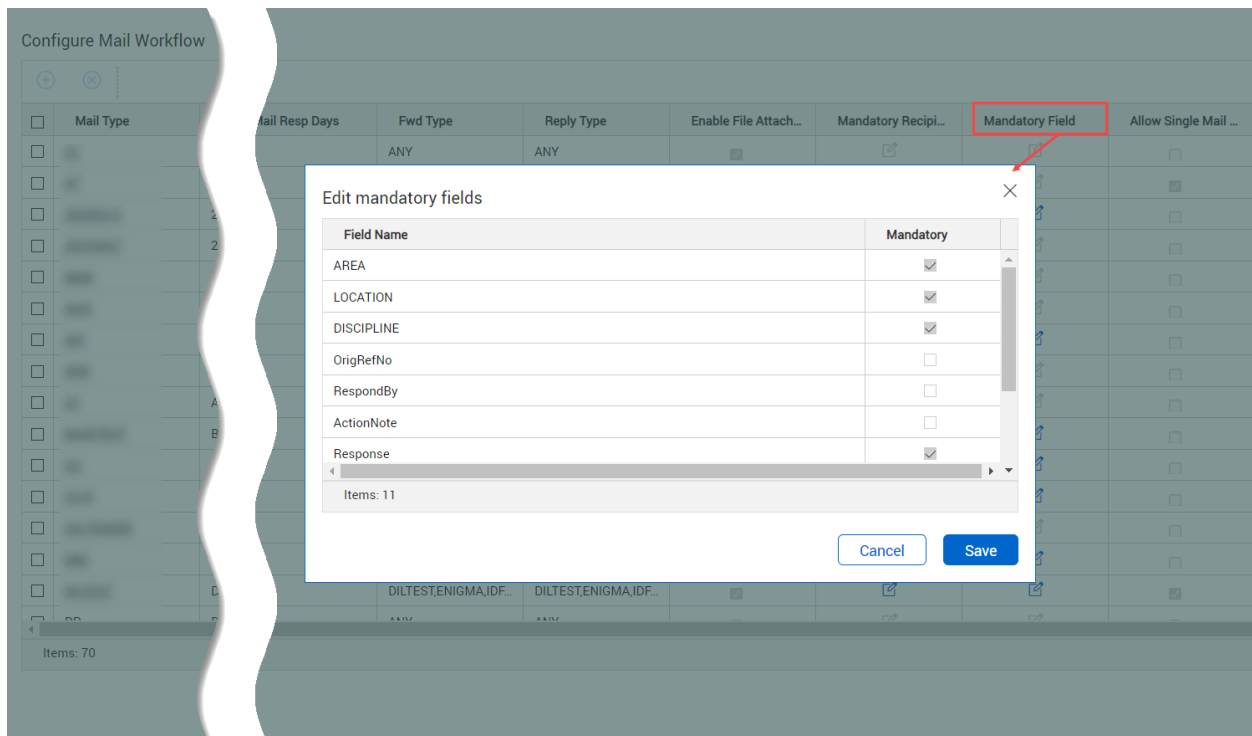 Configure Mail Workflow
Mail Type Mail Resp Days Fwd Type Reply Type Enable File Attach... Mandatory Recipi... Mandatory Field Allow Single Mail ...
ANY ANY
Edit mandatory fields
Field Name Mandatory
AREA
LOCATION
2
DISCIPLINE
2
OrigRefNo
RespondBy
ActionNote
Response
A
B
Items: 11
Cancel Save
D DILTEST,ENIGMA,IDF... DILTEST,ENIGMA,IDF...
ANY ANY
Items: 70